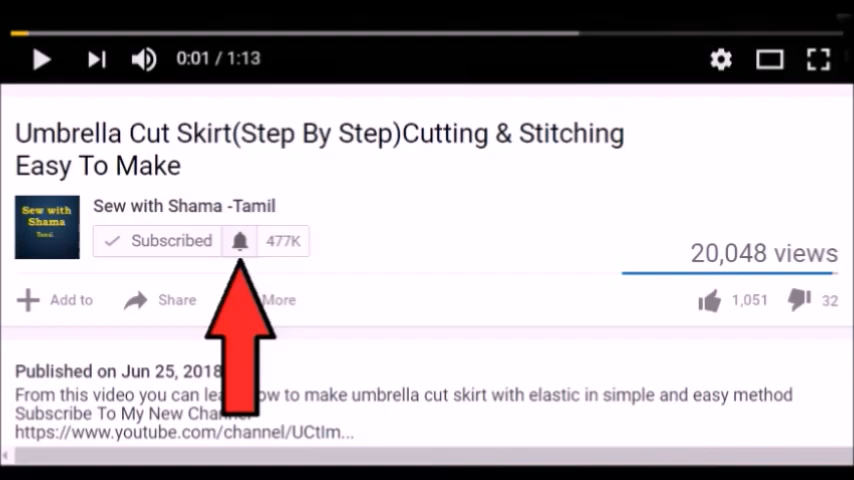 0:01 / 1:13
Umbrella Cut Skirt(Step By Step)Cutting & Stitching
Easy To Make
Sew with
Shama
Tamil
Sew with Shama -Tamil
Subscribed 477K
20,048 views
Add to Share More 1,051 32
Published on Jun 25, 2018
From this video you can to make umbrella cut skirt with elastic in simple and easy method
Subscribe To My New
https://www.youtube.com/channel/UCtIm...